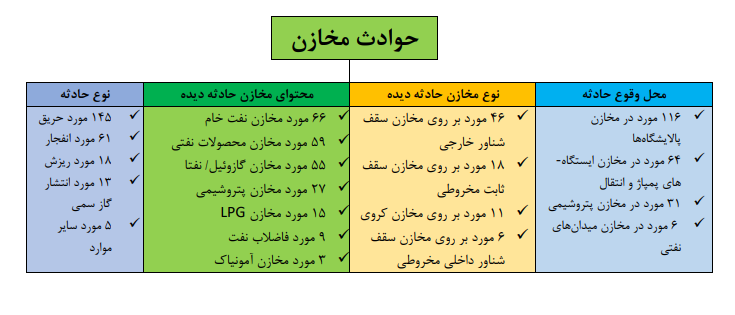 حوادث مخازن
محل وقوع حادثه
۱۱۶ مورد در مخازن
پالایشگاه‌ها
۶۴ مورد در مخازن ایستگاه-
های پمپاژ و انتقال
۳۱ مورد در مخازن پتروشیمی
۶ مورد در مخازن میدان‌های
نفتی
نوع مخازن حادثه دیده
۴۶ مورد بر روی مخازن سقف
شناور خارجی
۱۸ مورد بر روی مخازن سقف
ثابت مخروطی
۱۱ مورد بر روی مخازن کروی
۶ مورد بر روی مخازن سقف
شناور داخلی مخروطی
محتوای مخازن حادثه دیده
۶۶ مورد مخازن نفت خام
۵۹ مورد مخازن محصولات نفتی
۵۵ مورد مخازن گازوئیل/ نفتا
۲۷ مورد مخازن پتروشیمی
۱۵ مورد مخازن LPG
۹ مورد فاضلاب نفت
۳ مورد مخازن آمونیاک
نوع حادثه
۱۴۵ مورد حریق
۶۱ مورد انفجار
۱۸ مورد ریزش
۱۳ مورد انتشار
گاز سمی
۵ مورد سایر
موارد